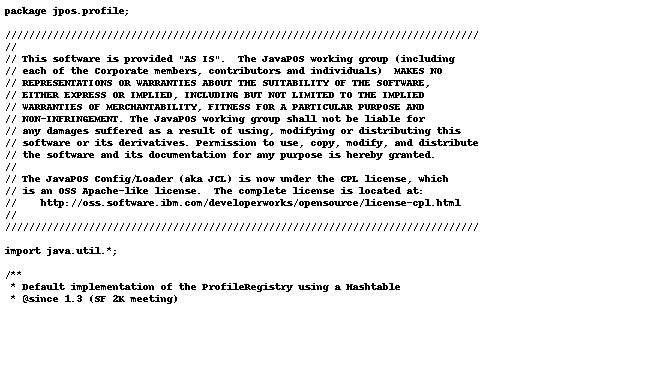 package jpos.profile;
///////////////////////////////////////////////////////////////////////////////
//
// This software is provided "AS IS".  The JavaPOS working group (including
// each of the Corporate members, contributors and individuals)  MAKES NO
// REPRESENTATIONS OR WARRANTIES ABOUT THE SUITABILITY OF THE SOFTWARE,
// EITHER EXPRESS OR IMPLIED, INCLUDING BUT NOT LIMITED TO THE IMPLIED
// WARRANTIES OF MERCHANTABILITY, FITNESS FOR A PARTICULAR PURPOSE AND
// NON-INFRINGEMENT. The JavaPOS working group shall not be liable for
// any damages suffered as a result of using, modifying or distributing this
// software or its derivatives. Permission to use, copy, modify, and distribute
// the software and its documentation for any purpose is hereby granted.
//
// The JavaPOS Config/Loader (aka JCL) is now under the CPL license, which
// is an OSS Apache-like license.  The complete license is located at:
//    http://oss.software.ibm.com/developerworks/opensource/license-cpl.html
//
///////////////////////////////////////////////////////////////////////////////
import java.util.*;
/**
 * Default implementation of the ProfileRegistry using a Hashtable
 * @since 1.3 (SF 2K meeting)